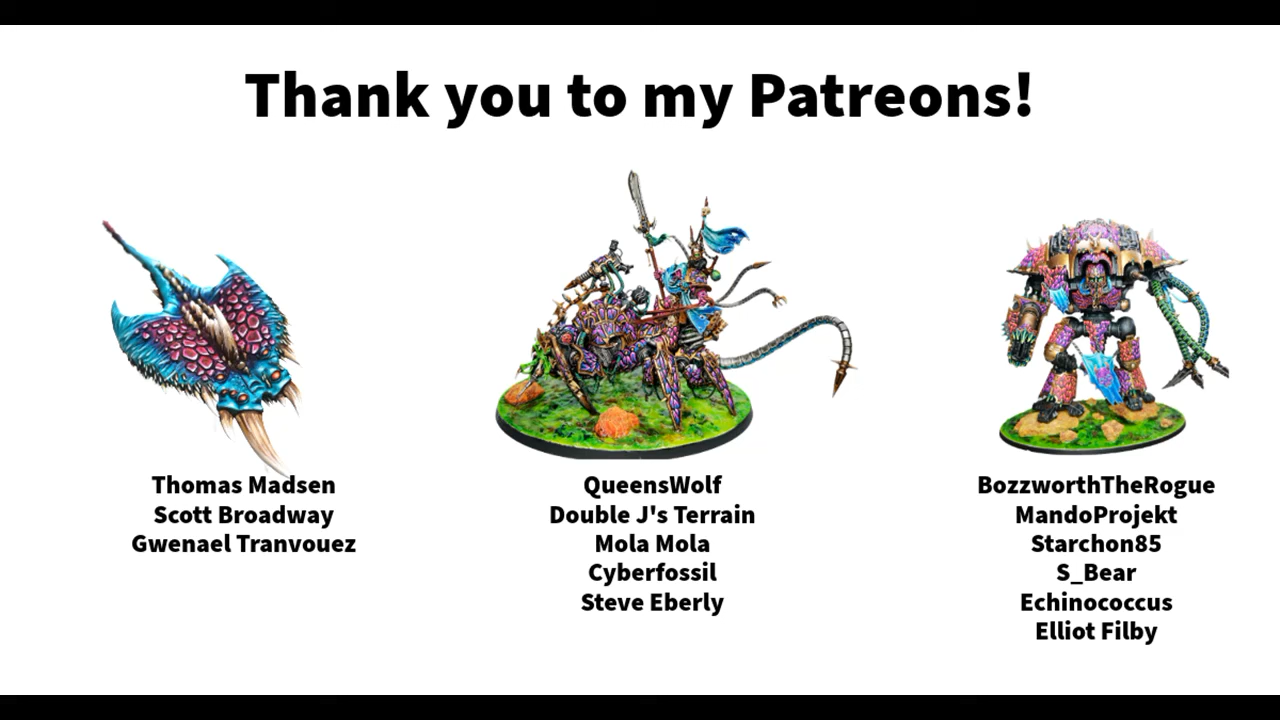 Thank you to my Patreons!
Thomas Madsen
Scott Broadway
Gwenael Tranvouez
QueensWolf
Double J's Terrain
Mola Mola
Cyberfossil
Steve Eberly
BozzworthTheRogue
MandoProjekt
Starchon85
S_Bear
Echinococcus
Elliot Filby